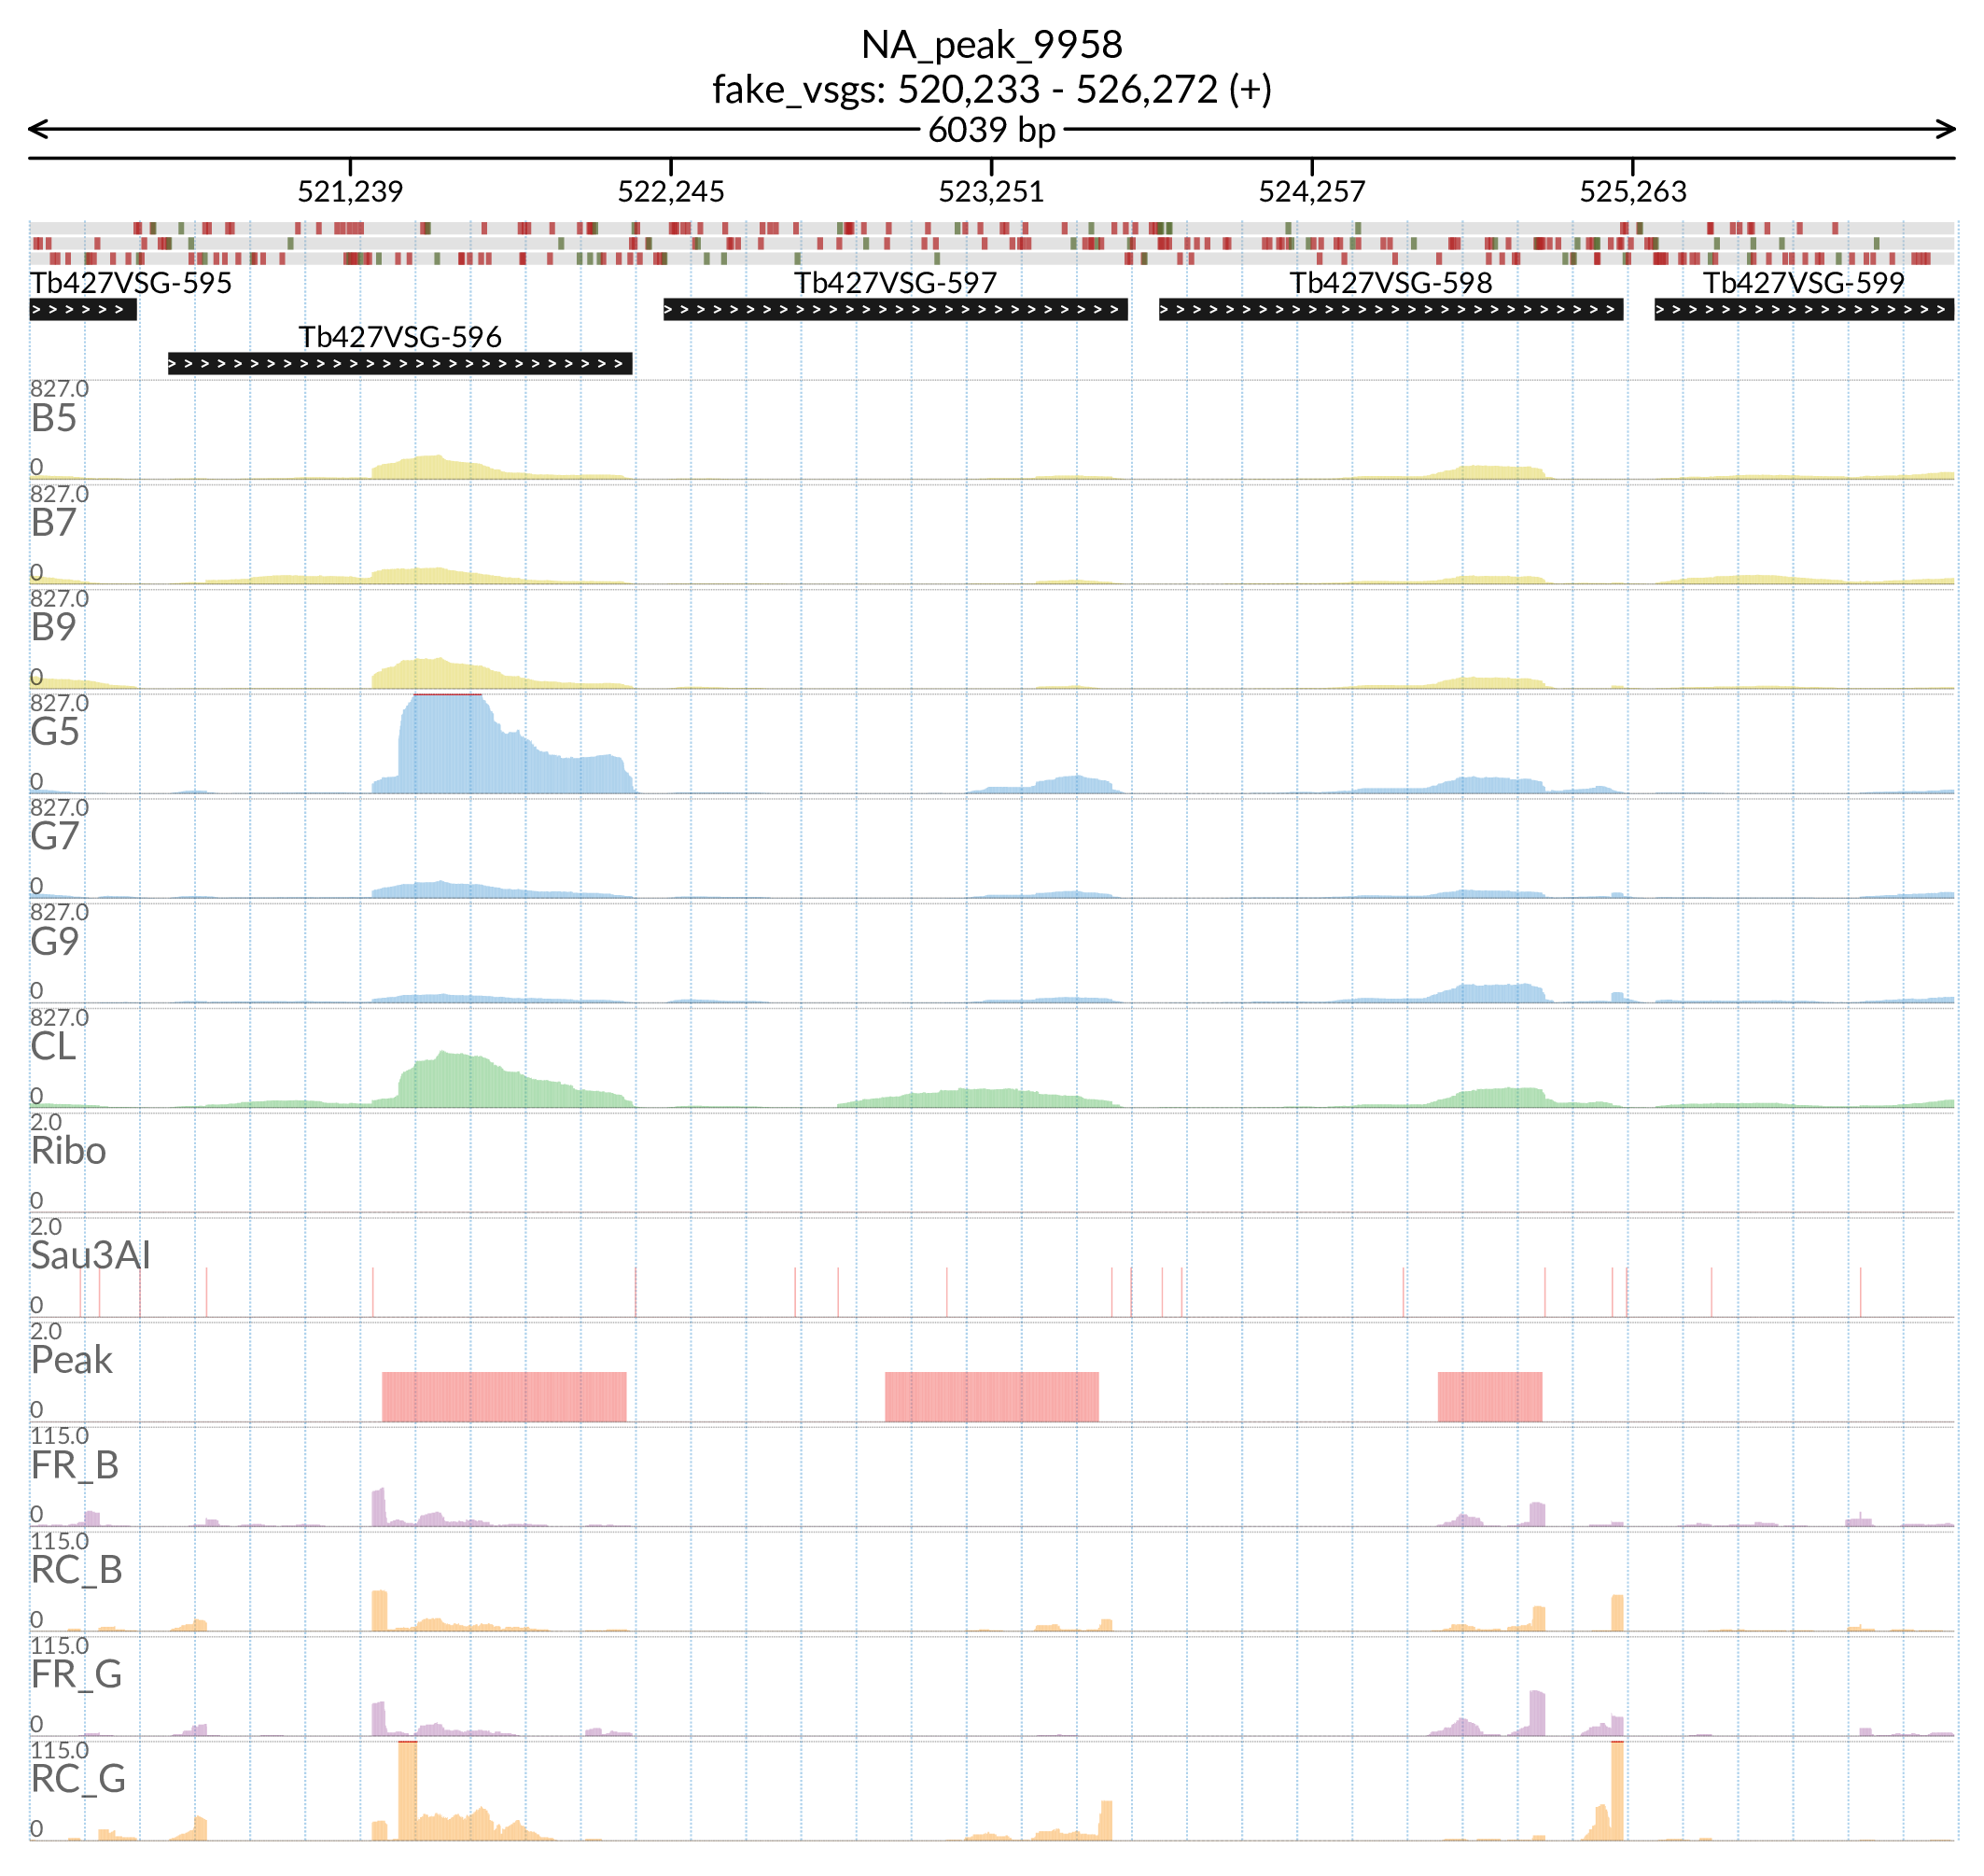 NA_peak_9958
fake_vsgs: 520,233 - 526,272 (+)
6039 bp
521,239 522,245 523,251 524,257 525,263
Tb427VSG-595 Tb427VSG-597 Tb427VSG-598 Tb427VSG-599
Tb427VSG-596
827.0
B5
0
827.0
B7
0
827.0
B9
0
827.0
G5
0
827.0
G7
0
827.0
G9
0
827.0
CL
0
2.0
Ribo
0
2.0
Sau3AI
0
2.0
Peak
0
115.0
FR_B
0
115.0
RC_B
0
115.0
FR_G
0
115.0
RC_G
0